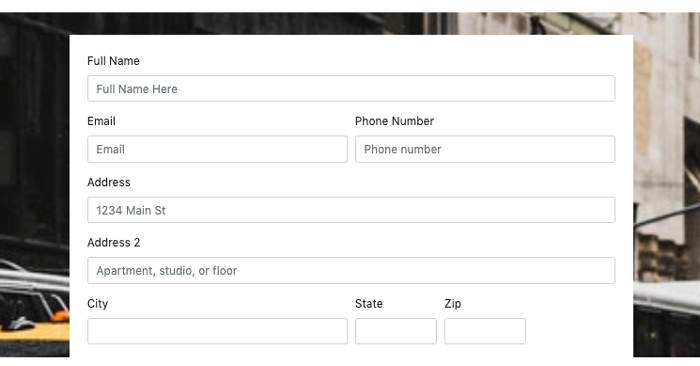 Full Name
Full Name Here
Email Phone Number
Email Phone number
Address
1234 Main St
Address 2
Apartment, studio, or floor
City State Zip